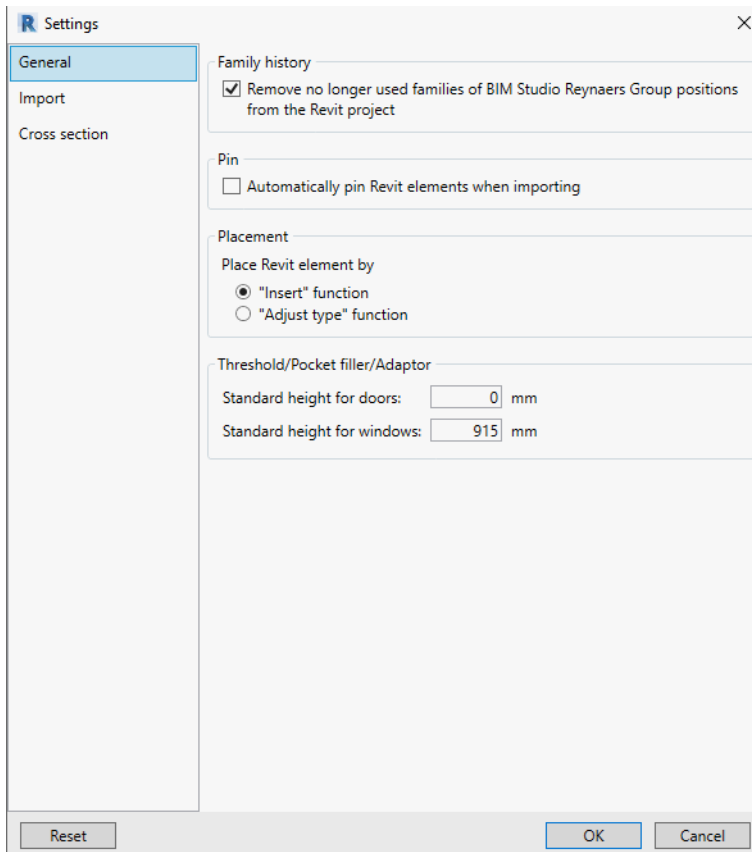 Settings
General
Import
Cross section
Family history
Remove no longer used families of BIM Studio Reynaers Group positions
from the Revit project
Pin
Automatically pin Revit elements when importing
Placement
Place Revit element by
"Insert" function
"Adjust type" function
Threshold/Pocket filler/Adaptor
Standard height for doors: 0 mm
Standard height for windows: 915 mm
Reset OK Cancel